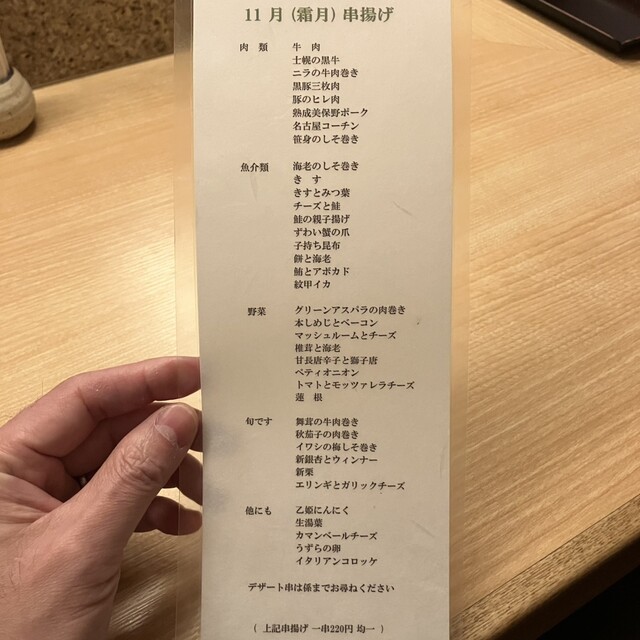 11月(霜月)串揚げ
肉類 牛肉
士幌の黒牛
ニラの牛肉巻き
黒豚三枚肉
豚のヒレ肉
熟成美保野ポーク
名古屋コーチン
笹身のしそ巻き
魚介類 海老のしそ巻き
きす
きすとみつ葉
チーズと鮭
鮭の親子揚げ
ずわい蟹の爪
子持ち昆布
餅と海老
鮪とアボカド
紋甲イカ
野菜 グリーンアスパラの肉巻き
本しめじとベーコン
マッシュルームとチーズ
椎茸と海老
甘長唐辛子と獅子唐
ペティオニオン
トマトとモッツァレラチーズ
蓮根
旬です 舞茸の牛肉巻き
秋茄子の肉巻き
イワシの梅しそ巻き
新銀杏とウィンナー
新栗
エリンギとガリックチーズ
他にも 乙姫にんにく
生湯葉
カマンベールチーズ
うずらの卵
イタリアンコロッケ
デザート串は係までお尋ねください
(上記串揚げ 一串220円 均一)